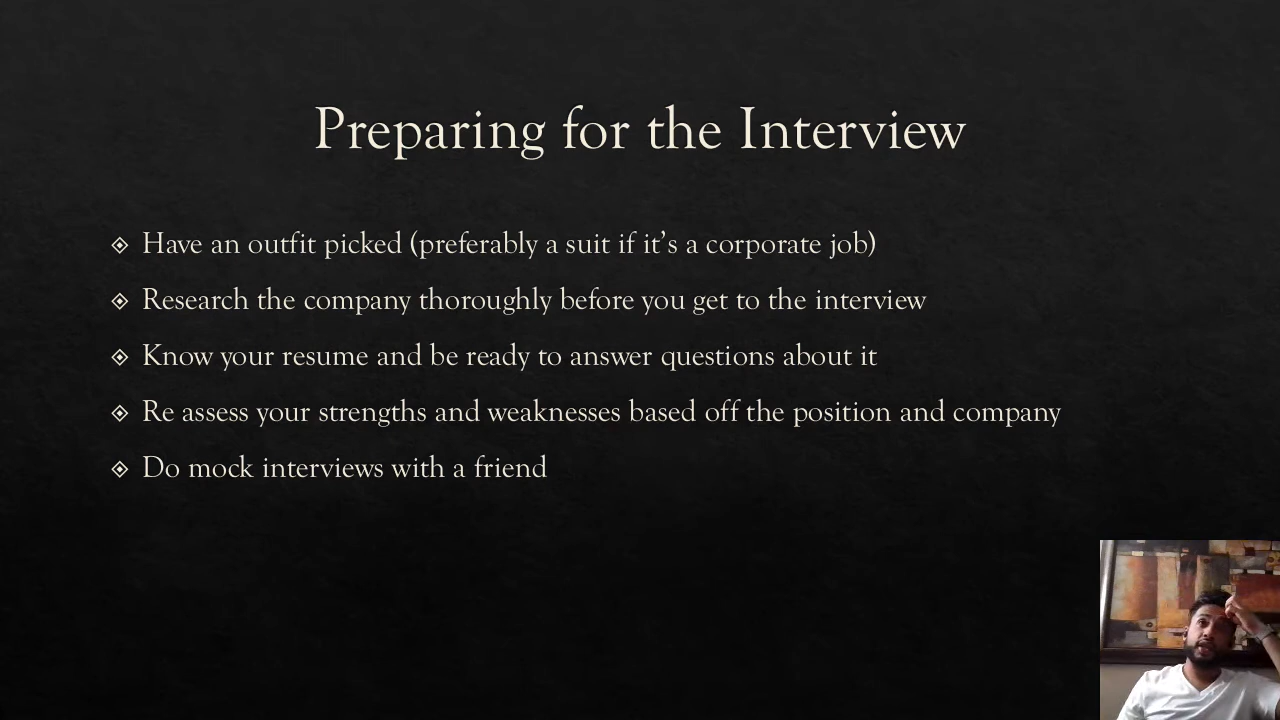 Preparing for the Interview
Have an outfit picked (preferably a suit if it’s a corporate job)
Research the company thoroughly before you get to the interview
Know your resume and be ready to answer questions about it
Re assess your strengths and weaknesses based off the position and company
Do mock interviews with a friend